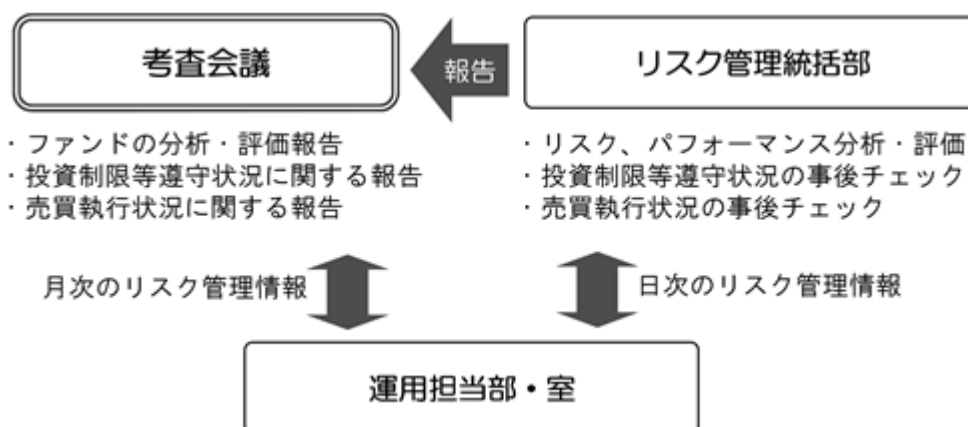 考査会議
報告
リスク管理統括部
・ファンドの分析・評価報告
・投資制限等遵守状況に関する報告
・売買執行状況に関する報告
・リスク、パフォーマンス分析・評価
・投資制限等遵守状況の事後チェック
・売買執行状況の事後チェック
月次のリスク管理情報
日次のリスク管理情報
運用担当部・室